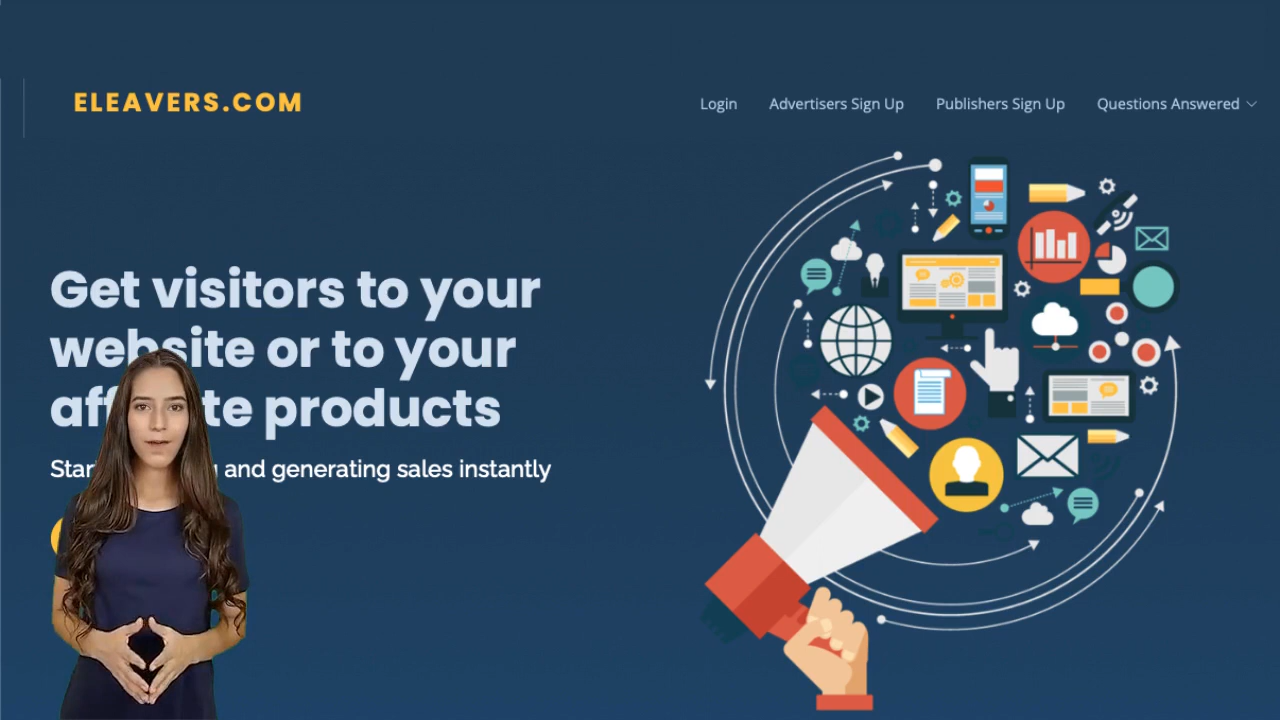 ELEAVERS.COM
Login Advertisers Sign Up Publishers Sign Up Questions Answered
Get visitors to your
website or to your
products
and generating sales instantly